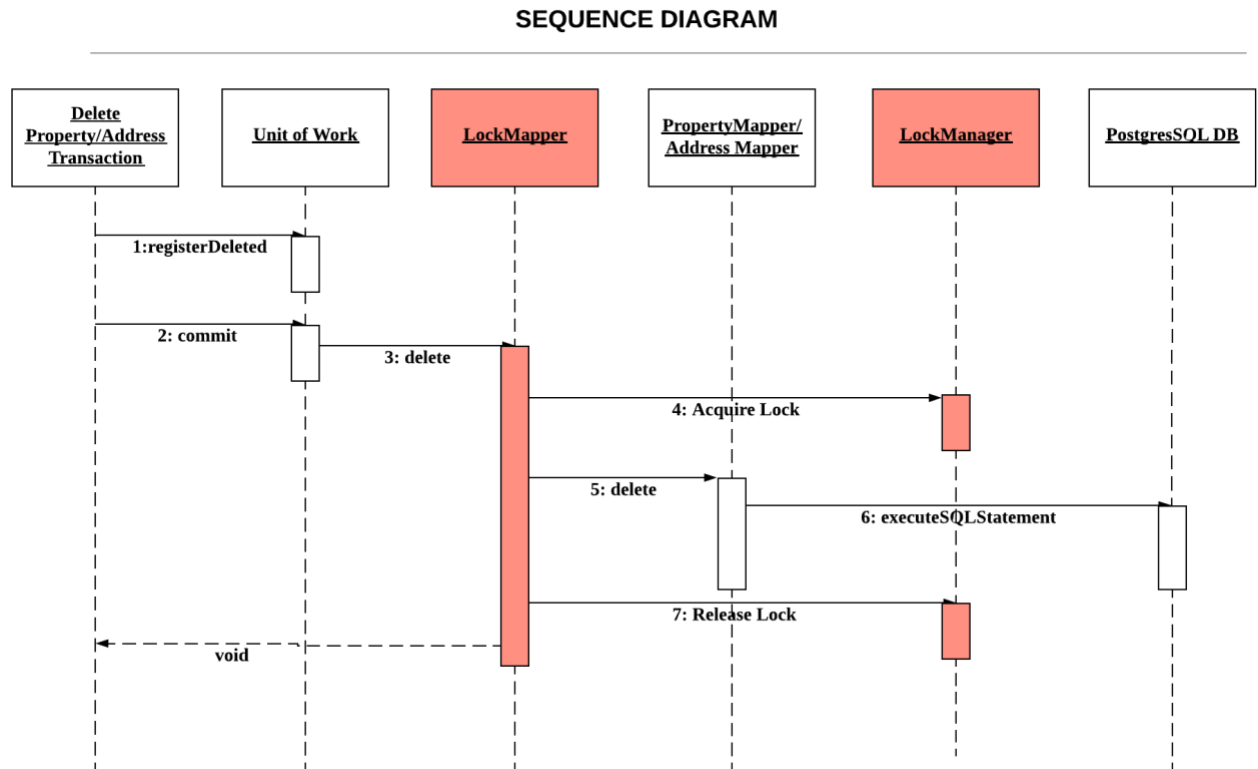 SEQUENCE DIAGRAM
Delete
Property/Address
Transaction
Unit of Work
LockMapper
PropertyMapper/
Address Mapper
LockManager
PostgresSQL DB
1:registerDeleted
2: commit
3: delete
4: Acquire Lock
5: delete
6: executeSQLStatement
7: Release Lock
void